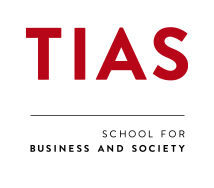 TIAS
SCHOOL FOR
BUSINESS AND SOCIETY